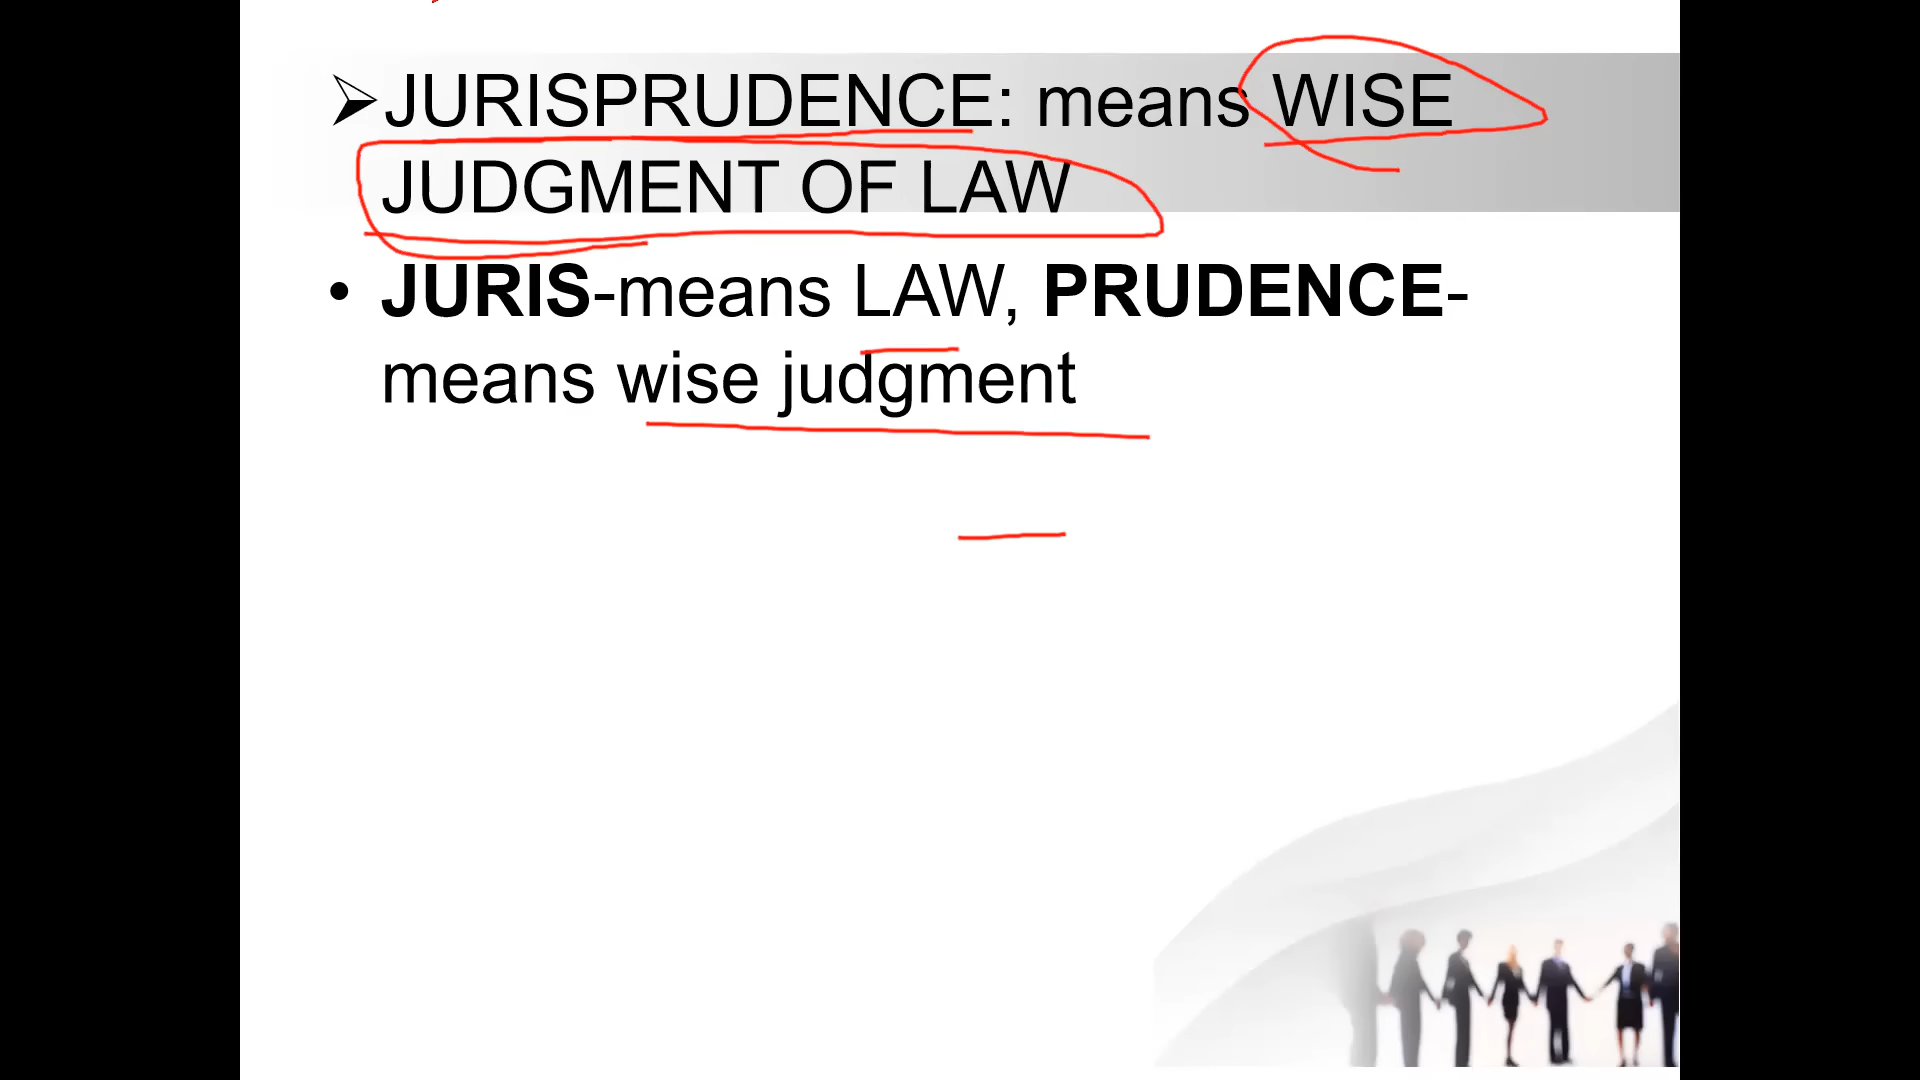 ➢JURISPRUDENCE: means WISE
JUDGMENT OF LAW
• JURIS-means LAW, PRUDENCE-
means wise judgment